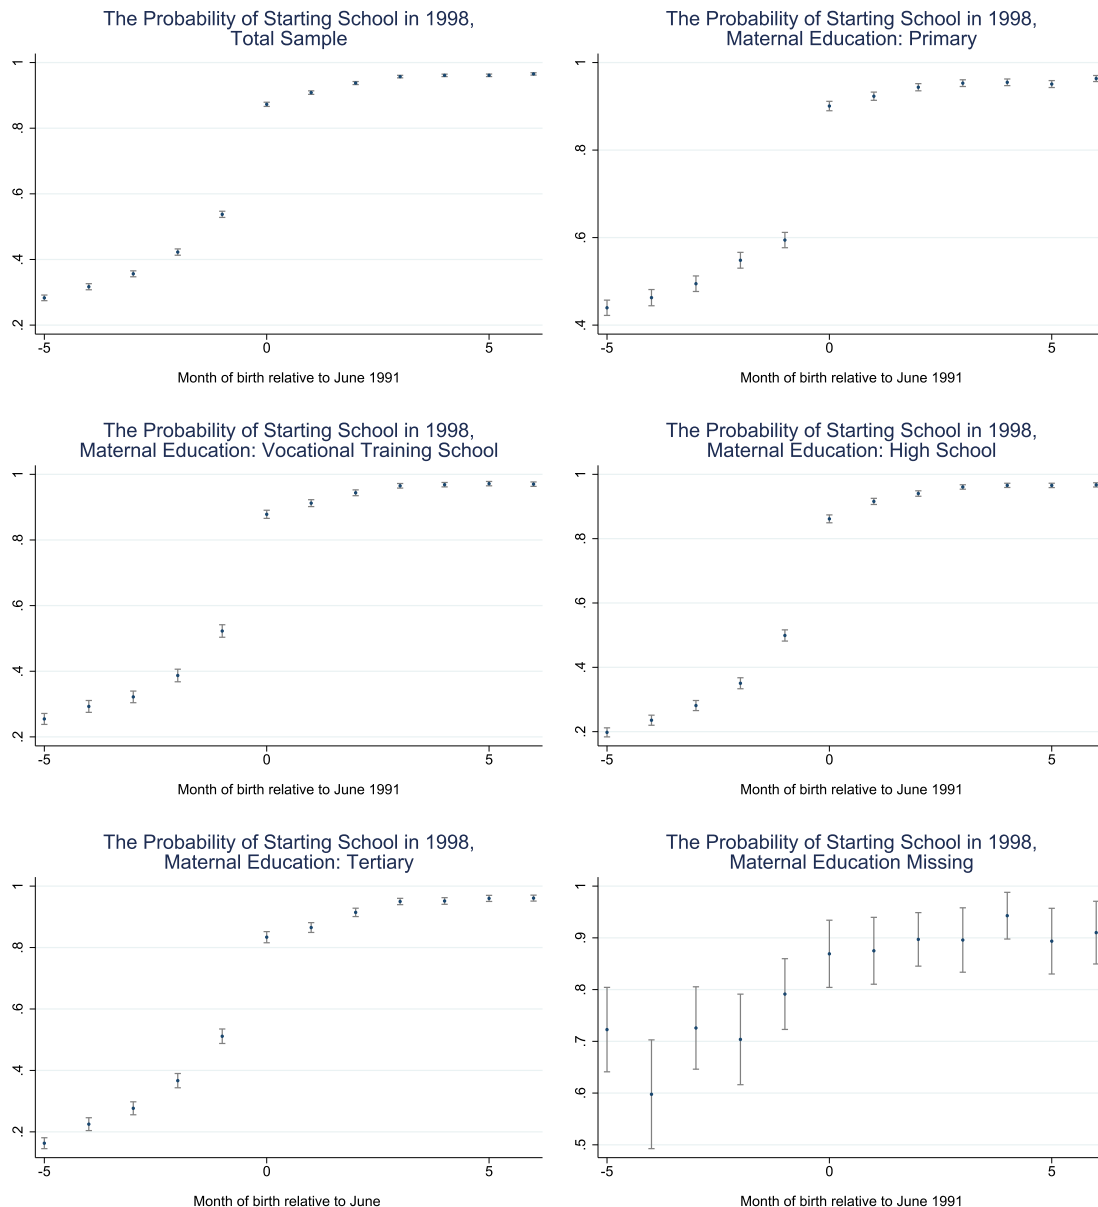 The Probability of Starting School in 1998,
Total Sample
1
.8
.6
.4
.2
-5
0
5
Month of birth relative to June 1991
The Probability of Starting School in 1998,
Maternal Education: Primary
1
.8
.6
.4
-5
0
5
Month of birth relative to June 1991
The Probability of Starting School in 1998,
Maternal Education: Vocational Training School
1
.8
.6
.4
.2
-5
0
5
Month of birth relative to June 1991
The Probability of Starting School in 1998,
Maternal Education: High School
1
.8
.6
.4
.2
-5
0
5
Month of birth relative to June 1991
The Probability of Starting School in 1998,
Maternal Education: Tertiary
1
.8
.6
.4
.2
-5
0
5
Month of birth relative to June
The Probability of Starting School in 1998,
Maternal Education Missing
1
.9
.8
.7
.6
.5
-5
0
5
Month of birth relative to June 1991